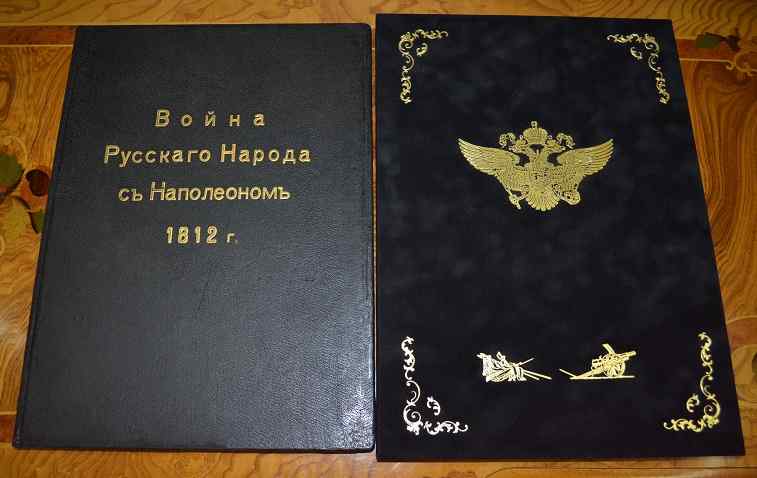 Война
Русскаго Народа
съ Наполеономъ
1812 г.